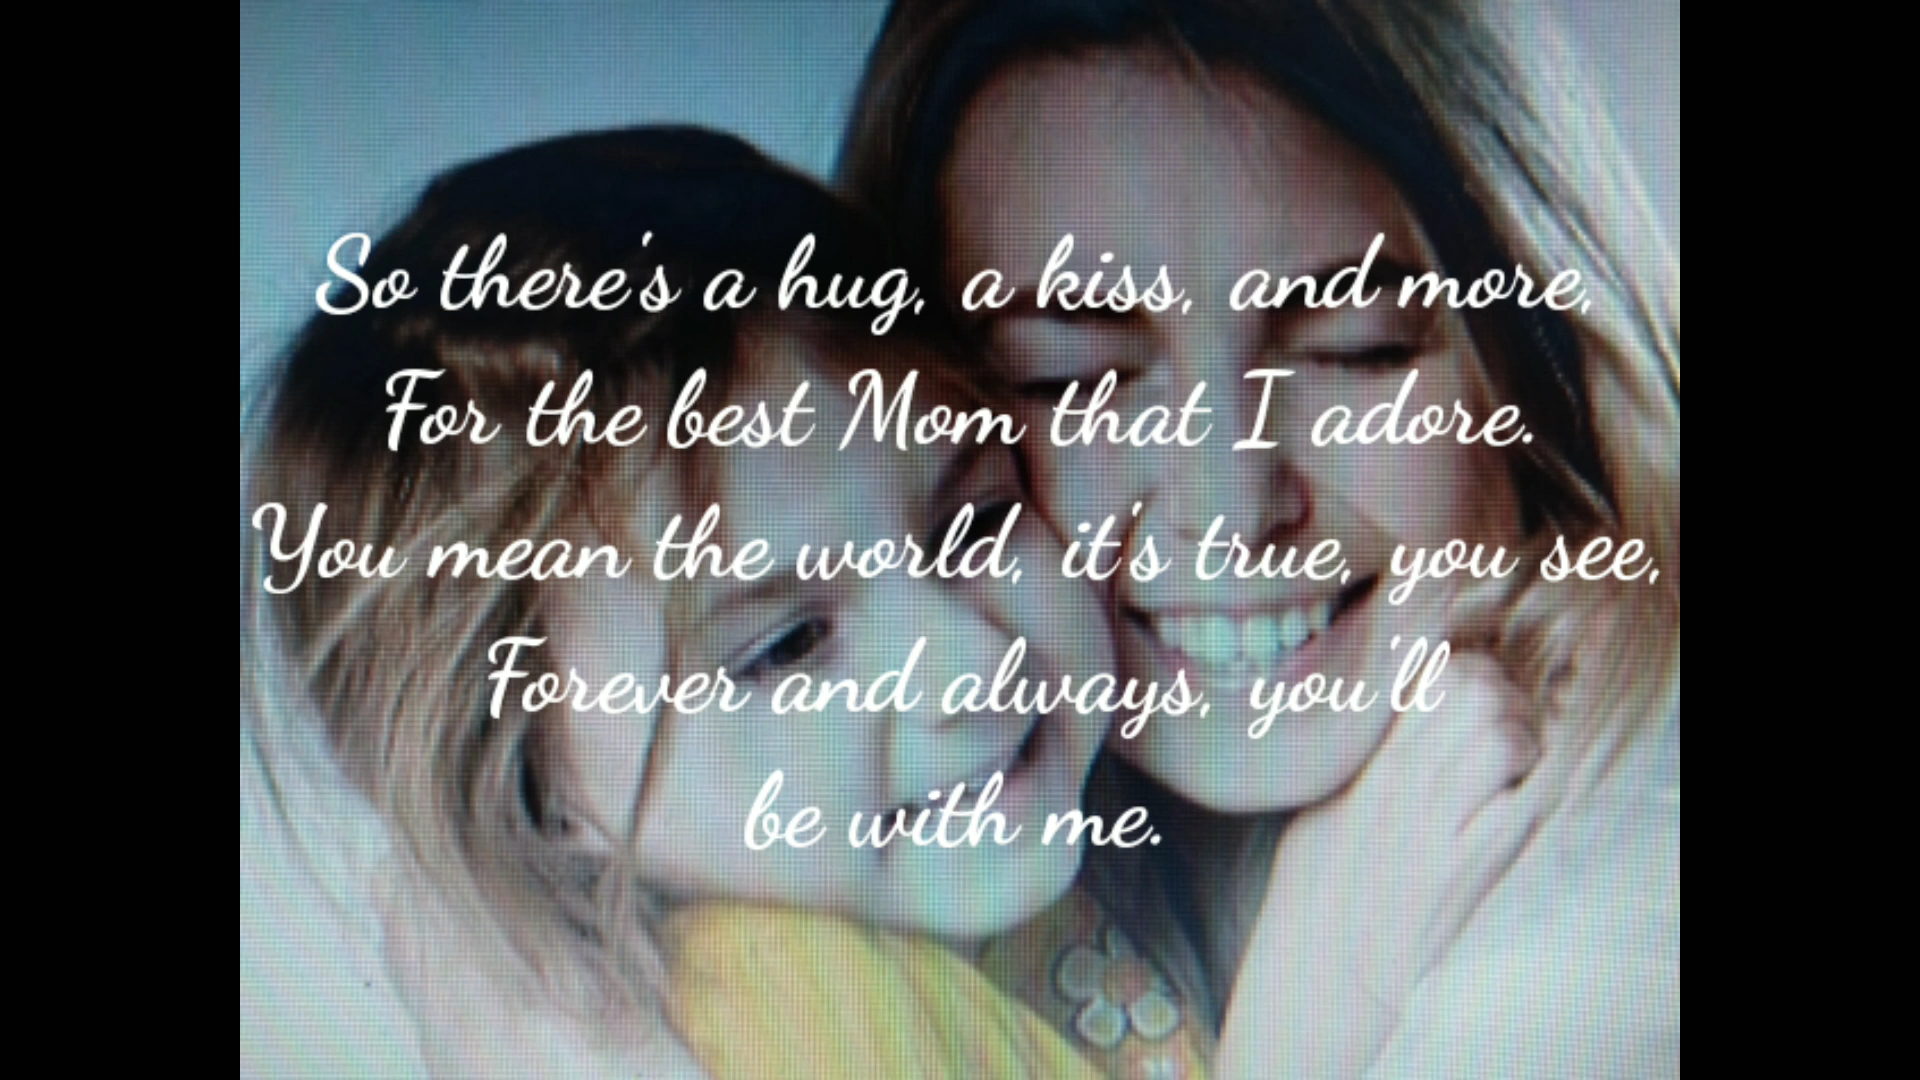 So there's a hug, a kiss, and more,
For the best Mom that I adore.
You mean the world, it's true, you see,
Forever and always, you'll
be with me.